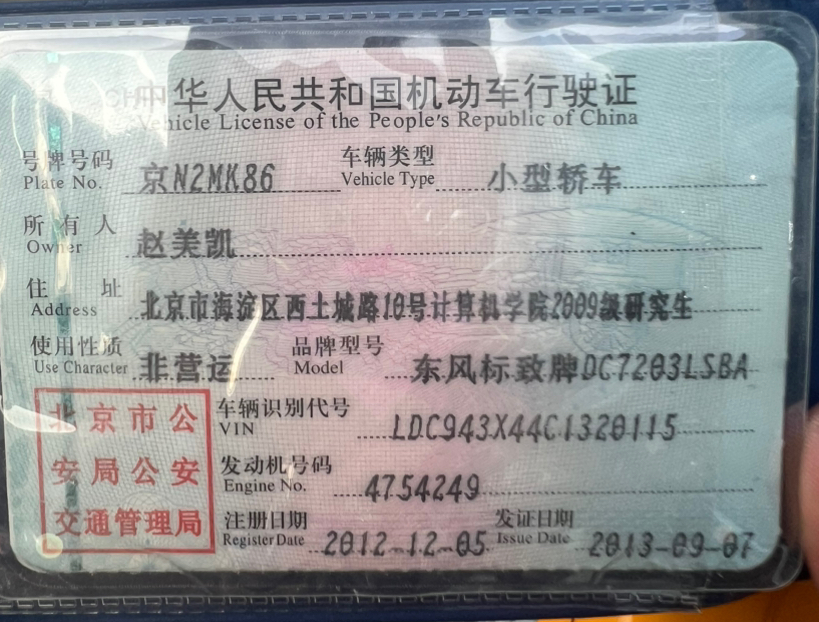 中华人民共和国机动车行驶证
Vehicle License of the People's Republic of China
号牌号码 Plate No. 京N2MK86 车辆类型 Vehicle Type 小型轿车
所有人 Owner 赵美凯
住址 Address 北京市海淀区西土城路10号计算机学院2009级研究生
使用性质 Use Character 非营运 品牌型号 Model 东风标致牌DC7203LSBA
车辆识别代号 VIN LDC943X44C1320115
发动机号码 Engine No. 4754249
注册日期 Register Date 2012-12-05 发证日期 Issue Date 2013-09-07
北京市公
安局公安
交通管理局